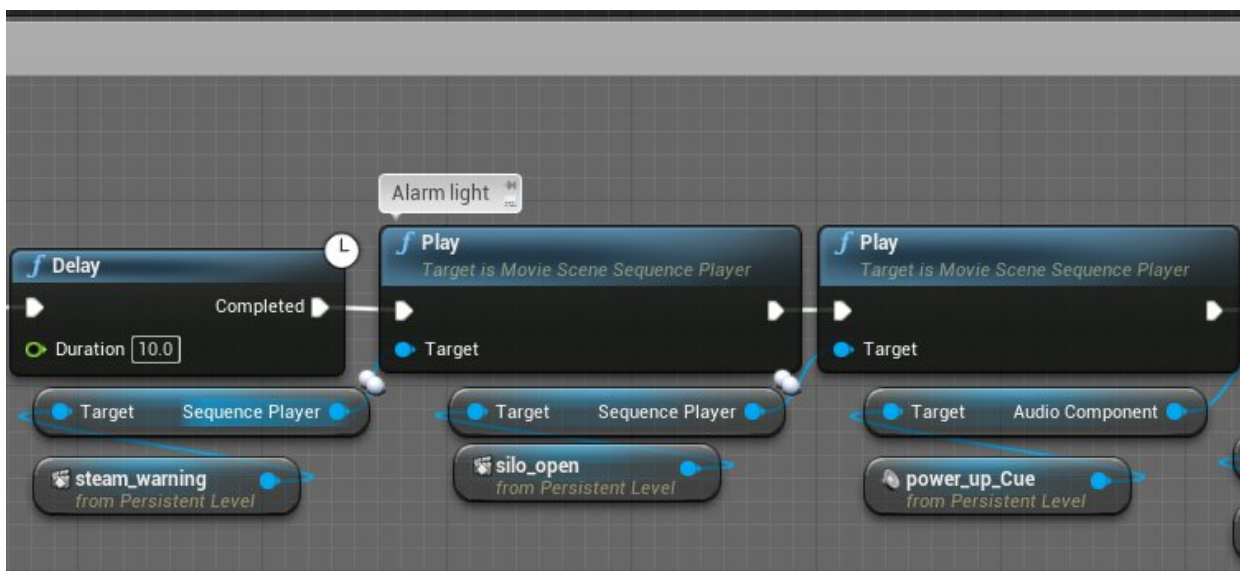 Alarm light
Delay
Completed
Duration 10.0
Play
Target is Movie Scene Sequence Player
Target
Play
Target is Movie Scene Sequence Player
Target
Target Sequence Player
steam_warning
from Persistent Level
Target Sequence Player
silo_open
from Persistent Level
Target Audio Component
power_up_Cue
from Persistent Level